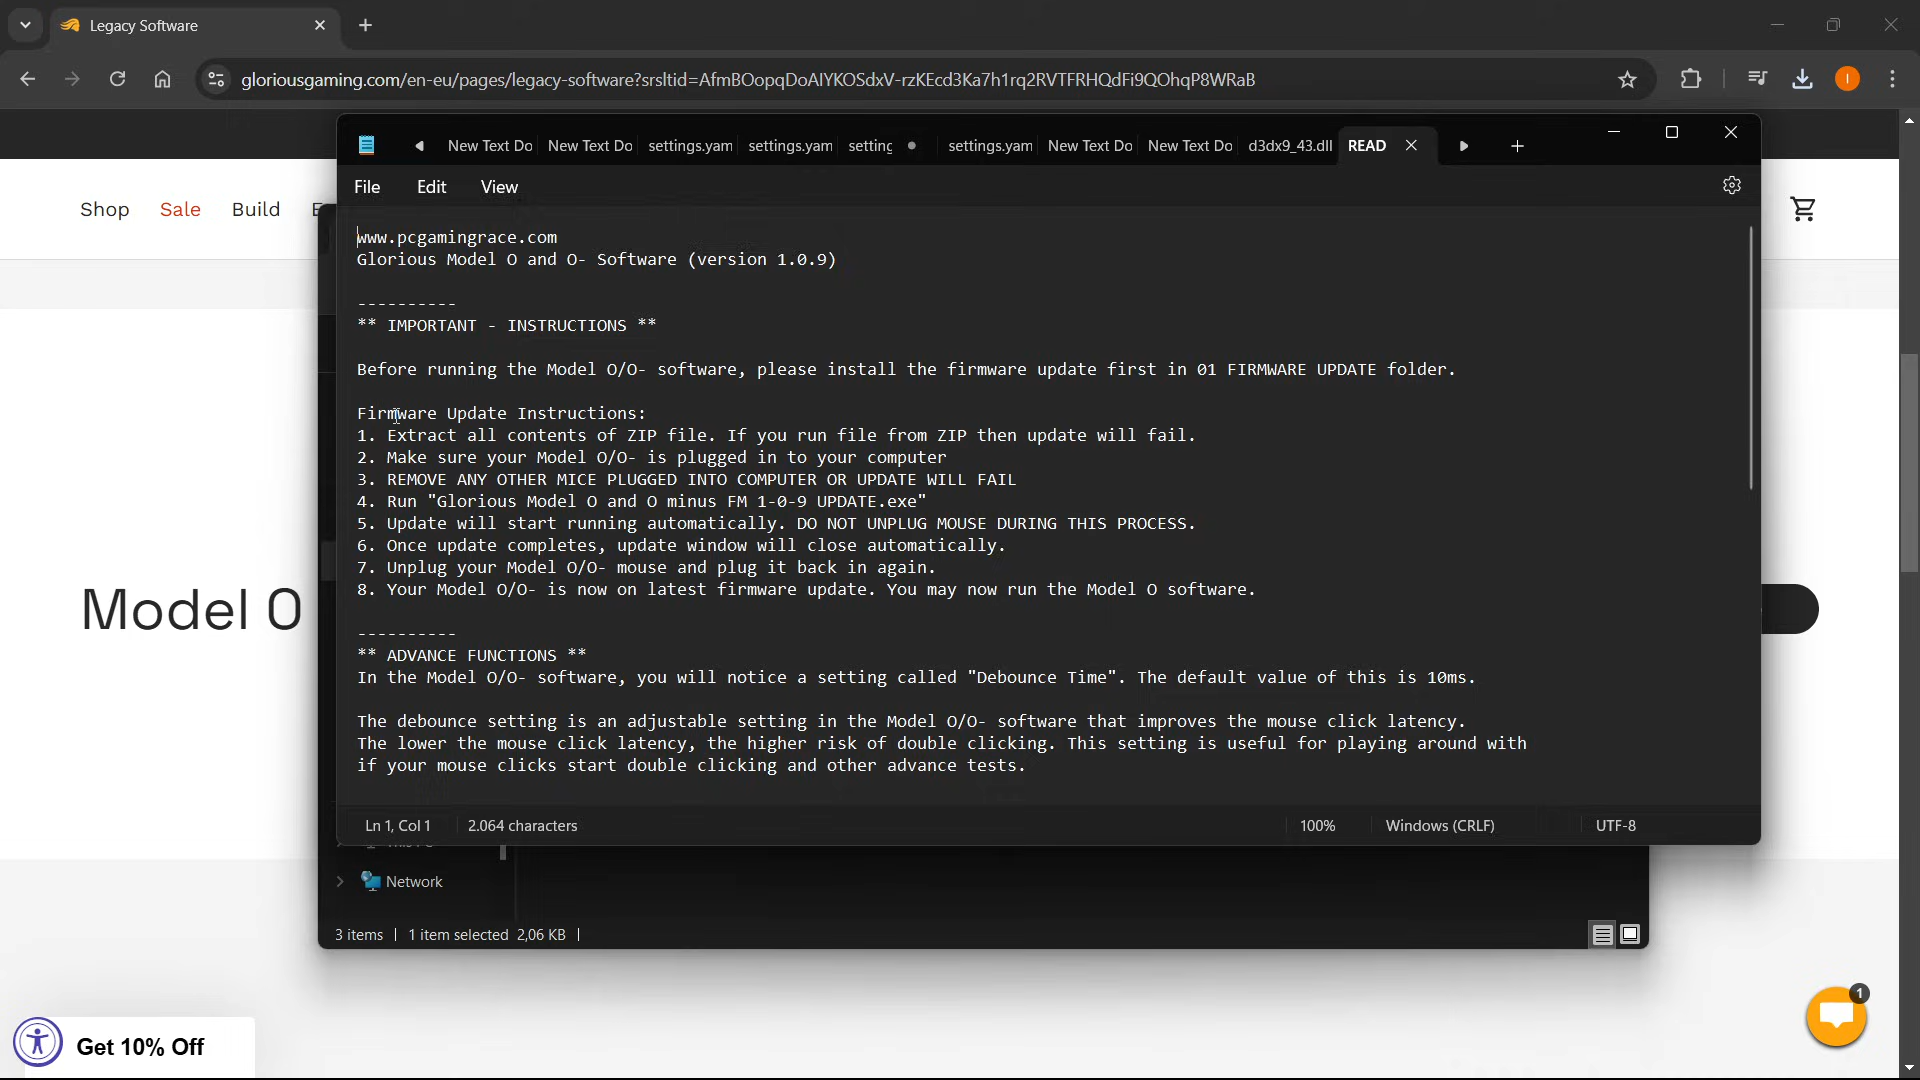 Legacy Software
gloriousgaming.com/en-eu/pages/legacy-software?srsltid=AfmBOopqDoAlYKOSdxV-rzKEcd3Ka7h1rq2RVTFRHQdFi9QOhqP8WRaB
I
New Text Do New Text Do settings.yam settings.yam setting settings.yam New Text Do New Text Do d3dx9_43.dll READ
File Edit View
Shop Sale Build
www.pcgamingrace.com
Glorious Model O and O- Software (version 1.0.9)
----------
** IMPORTANT - INSTRUCTIONS **
Before running the Model O/O- software, please install the firmware update first in 01 FIRMWARE UPDATE folder.
Firmware Update Instructions:
1. Extract all contents of ZIP file. If you run file from ZIP then update will fail.
2. Make sure your Model O/O- is plugged in to your computer
3. REMOVE ANY OTHER MICE PLUGGED INTO COMPUTER OR UPDATE WILL FAIL
4. Run "Glorious Model O and O minus FM 1-0-9 UPDATE.exe"
5. Update will start running automatically. DO NOT UNPLUG MOUSE DURING THIS PROCESS.
6. Once update completes, update window will close automatically.
7. Unplug your Model O/O- mouse and plug it back in again.
8. Your Model O/O- is now on latest firmware update. You may now run the Model O software.
Model O
----------
** ADVANCE FUNCTIONS **
In the Model O/O- software, you will notice a setting called "Debounce Time". The default value of this is 10ms.
The debounce setting is an adjustable setting in the Model O/O- software that improves the mouse click latency.
The lower the mouse click latency, the higher risk of double clicking. This setting is useful for playing around with
if your mouse clicks start double clicking and other advance tests.
Ln 1, Col 1 2.064 characters 100% Windows (CRLF) UTF-8
Network
3 items 1 item selected 2,06 KB
1
Get 10% Off